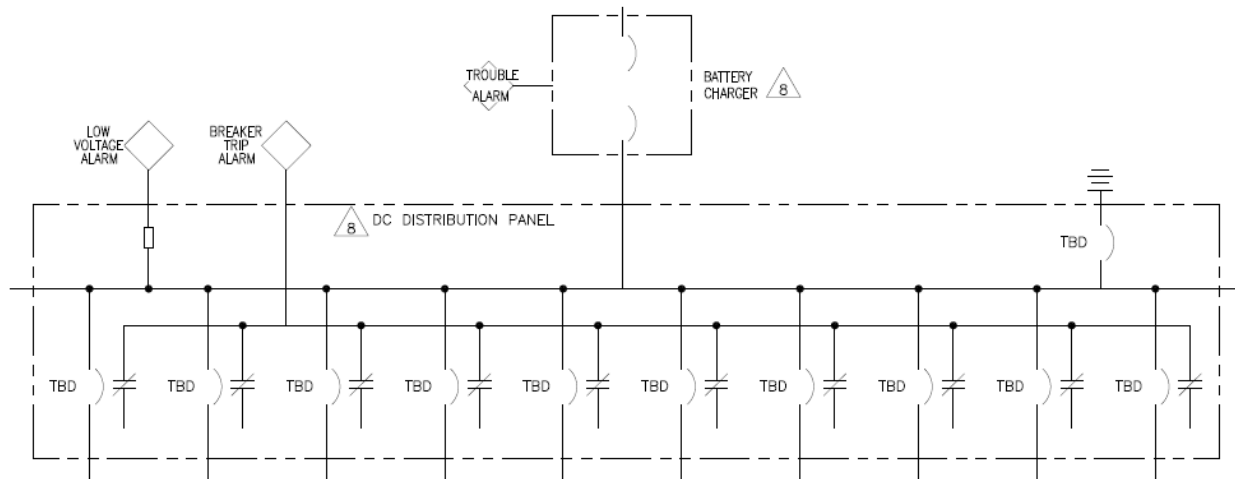 TROUBLE
ALARM
BATTERY
CHARGER 8
LOW
VOLTAGE
ALARM
BREAKER
TRIP
ALARM
8 DC DISTRIBUTION PANEL
TBD
TBD TBD TBD TBD TBD TBD TBD TBD TBD TBD